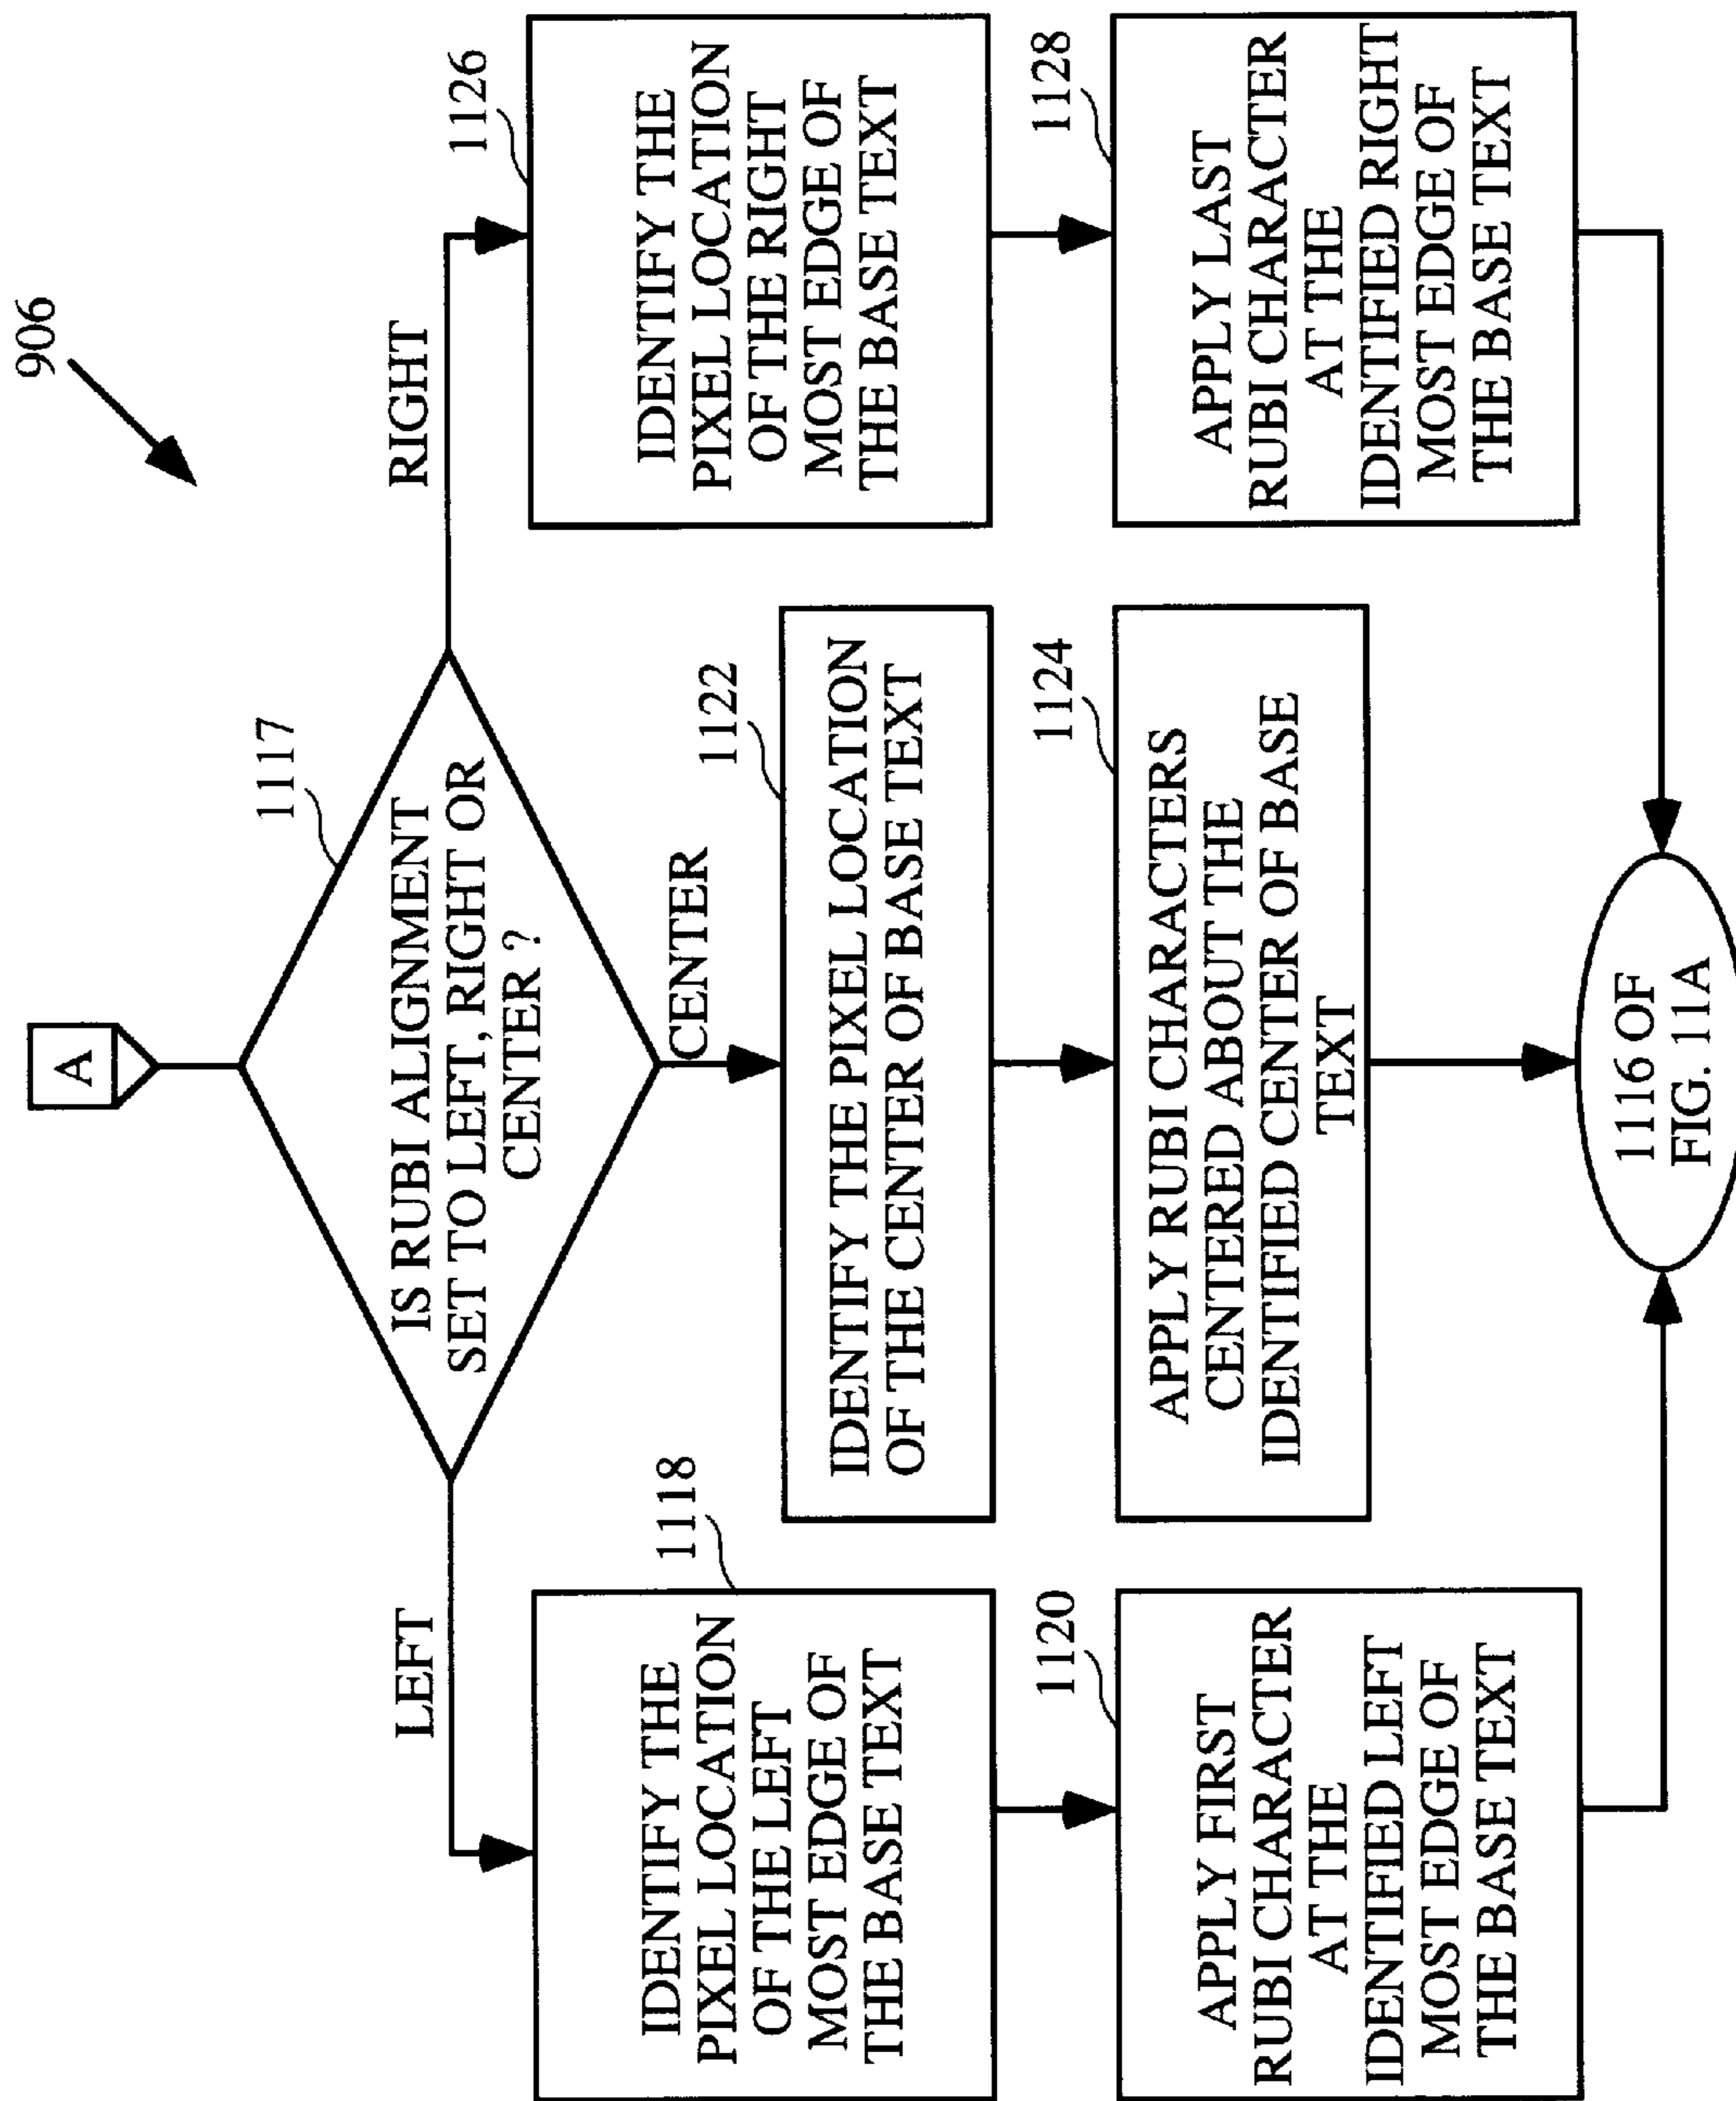 906
A
1117
IS RUBI ALIGNMENT
SET TO LEFT, RIGHT OR
CENTER ?
LEFT
CENTER
RIGHT
1118
IDENTIFY THE
PIXEL LOCATION
OF THE LEFT
MOST EDGE OF
THE BASE TEXT
1120
APPLY FIRST
RUBI CHARACTER
AT THE
IDENTIFIED LEFT
MOST EDGE OF
THE BASE TEXT
1122
IDENTIFY THE PIXEL LOCATION
OF THE CENTER OF BASE TEXT
1124
APPLY RUBI CHARACTERS
CENTERED ABOUT THE
IDENTIFIED CENTER OF BASE
TEXT
1126
IDENTIFY THE
PIXEL LOCATION
OF THE RIGHT
MOST EDGE OF
THE BASE TEXT
1128
APPLY LAST
RUBI CHARACTER
AT THE
IDENTIFIED RIGHT
MOST EDGE OF
THE BASE TEXT
1116 OF
FIG. 11A